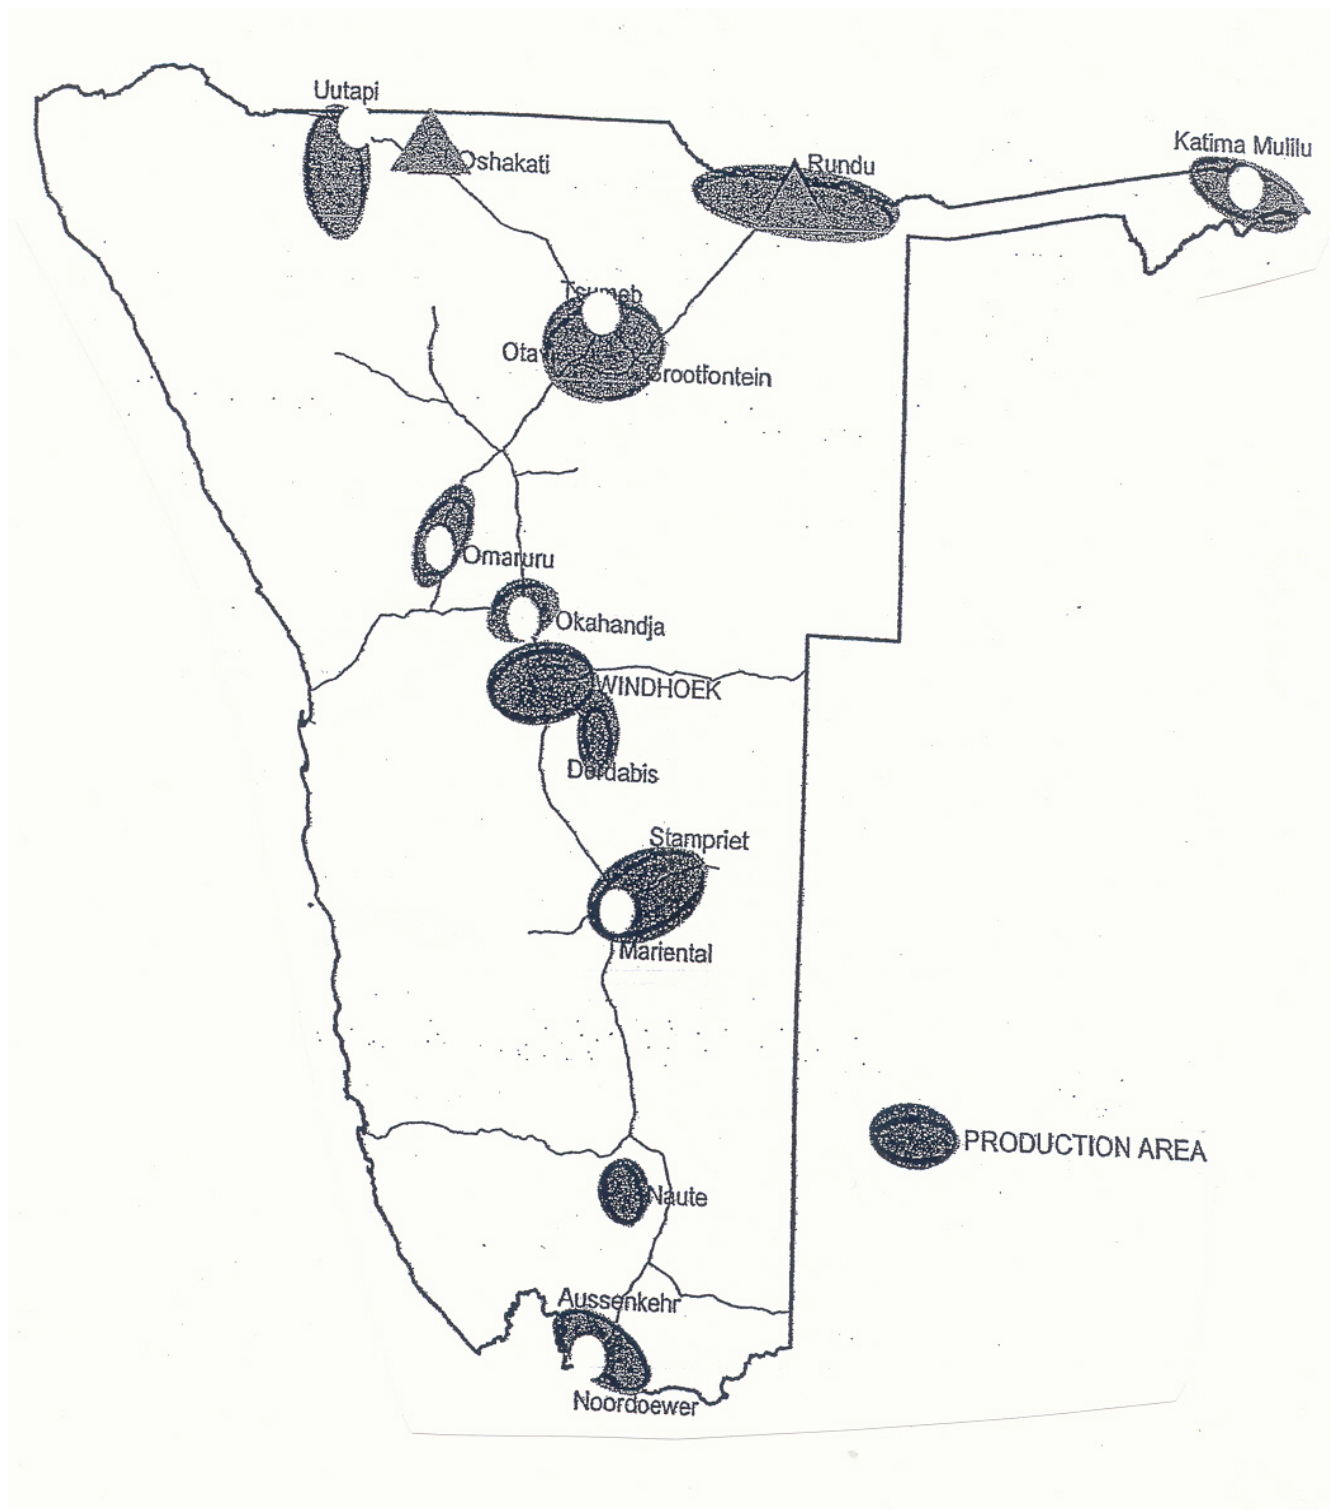 Uutapi
Oshakati
Rundu
Katima Mulilu
Tsumeb
Otavi
Grootfontein
Omaruru
Okahandja
WINDHOEK
Dordabis
Stampriet
Mariental
PRODUCTION AREA
Naute
Aussenkehr
Noordoewer